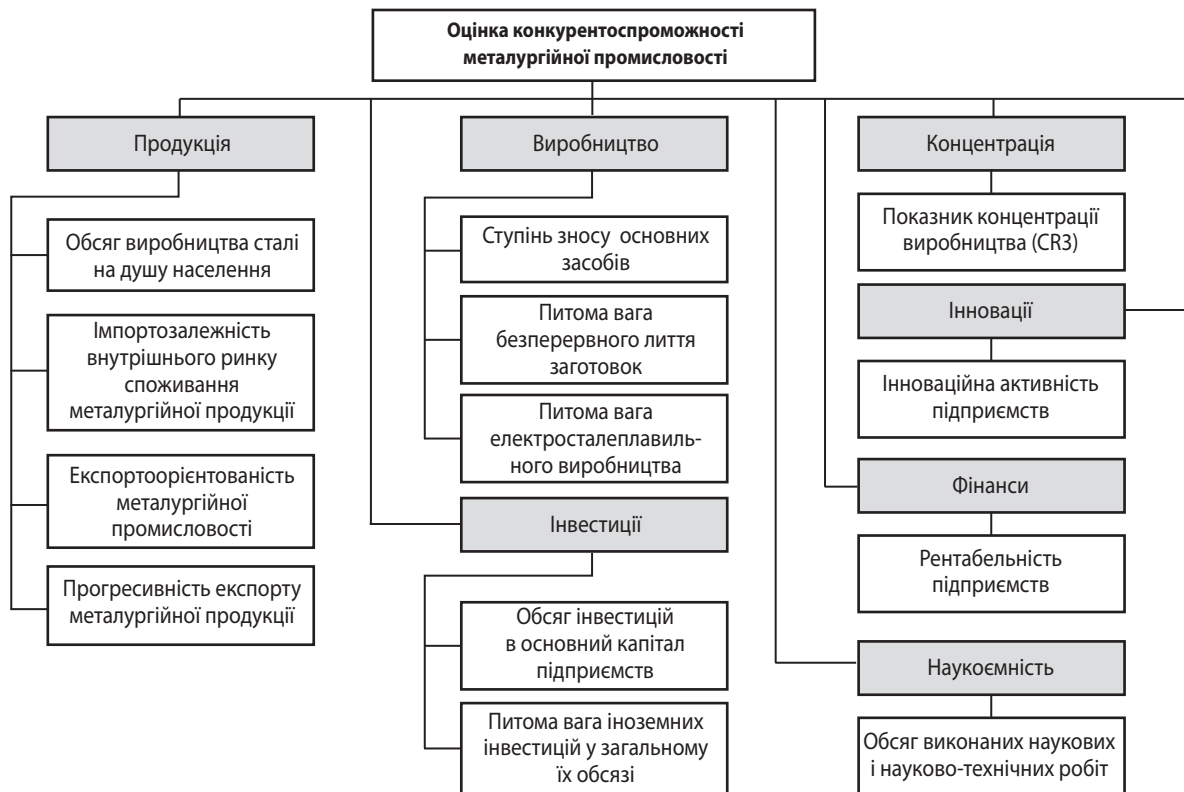 Оцінка конкурентоспроможності
металургійної промисловості
Продукція
Обсяг виробництва сталі
на душу населення
Імпортозалежність
внутрішнього ринку
споживання
металургійної продукції
Експортоорієнтованість
металургійної
промисловості
Прогресивність експорту
металургійної продукції
Виробництво
Ступінь зносу основних
засобів
Питома вага
безперервного лиття
заготовок
Питома вага
електросталеплавиль-
ного виробництва
Інвестиції
Обсяг інвестицій
в основний капітал
підприємств
Питома вага іноземних
інвестицій у загальному
їх обсязі
Концентрація
Показник концентрації
виробництва (CR3)
Інновації
Інноваційна активність
підприємств
Фінанси
Рентабельність
підприємств
Наукоємність
Обсяг виконаних наукових
і науково-технічних робіт